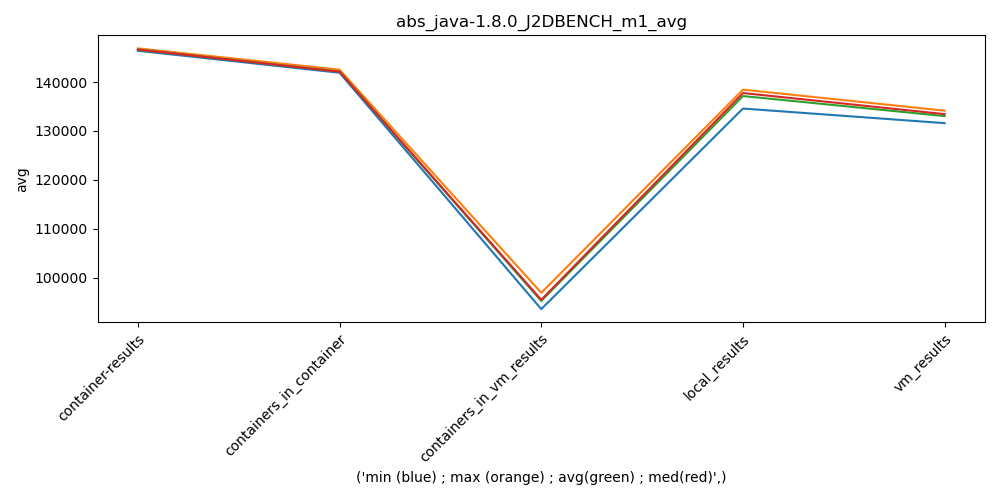 abs_java-1.8.0_J2DBENCH_m1_avg
avg
140000
130000
120000
110000
100000
container-results
containers_in_container
containers_in_vm_results
local_results
vm_results
('min (blue) ; max (orange) ; avg(green) ; med(red)',)